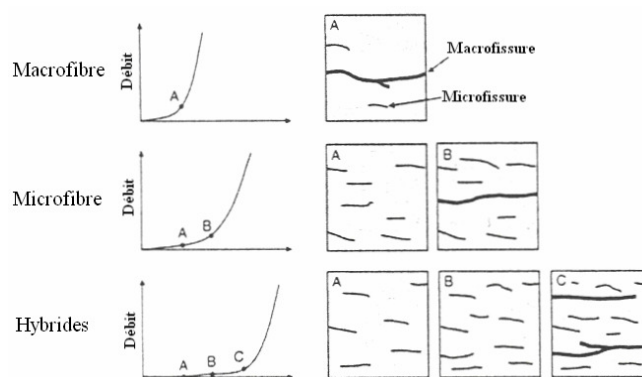 Macrofibre
Débit
A
A
Macrofissure
Microfissure
Microfibre
Débit
A
B
A
B
Hybrides
Débit
A
B
C
A
B
C